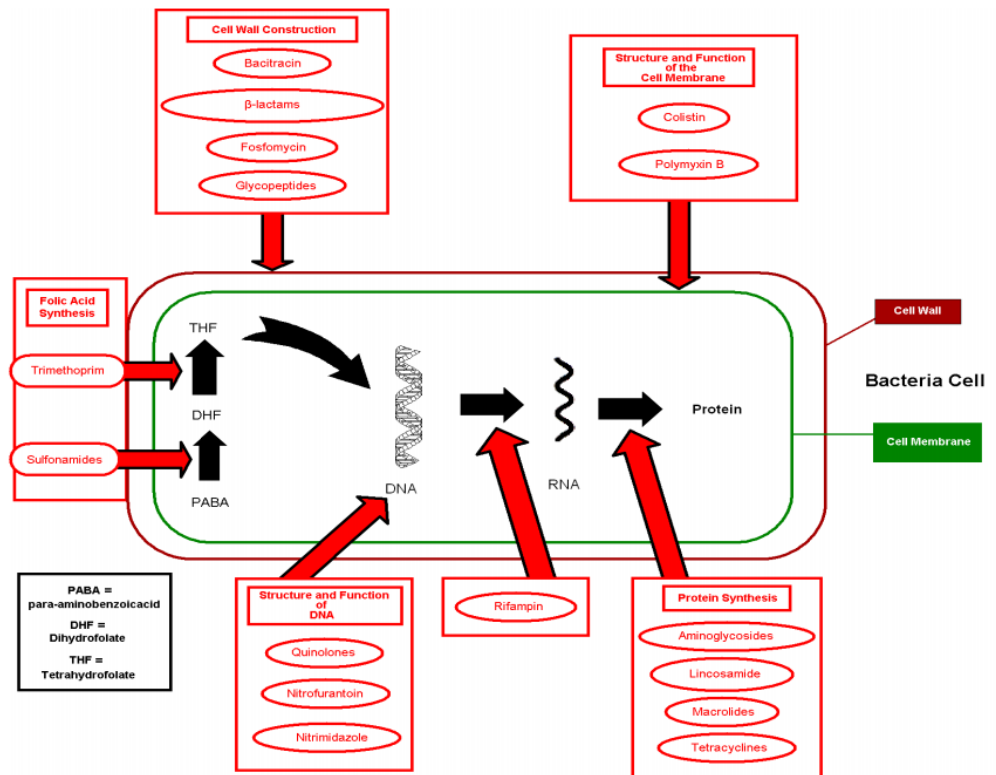 Cell Wall Construction
Bacitracin
β-lactams
Fosfomycin
Glycopeptides
Structure and Function
of the
Cell Membrane
Colistin
Polymyxin B
Folic Acid
Synthesis
Trimethoprim
Sulfonamides
THF
DHF
PABA
DNA
RNA
Protein
Cell Wall
Bacteria Cell
Cell Membrane
PABA =
para-aminobenzoicacid
DHF =
Dihydrofolate
THF =
Tetrahydrofolate
Structure and Function
of
DNA
Quinolones
Nitrofurantoin
Nitrimidazole
Rifampin
Protein Synthesis
Aminoglycosides
Lincosamide
Macrolides
Tetracyclines